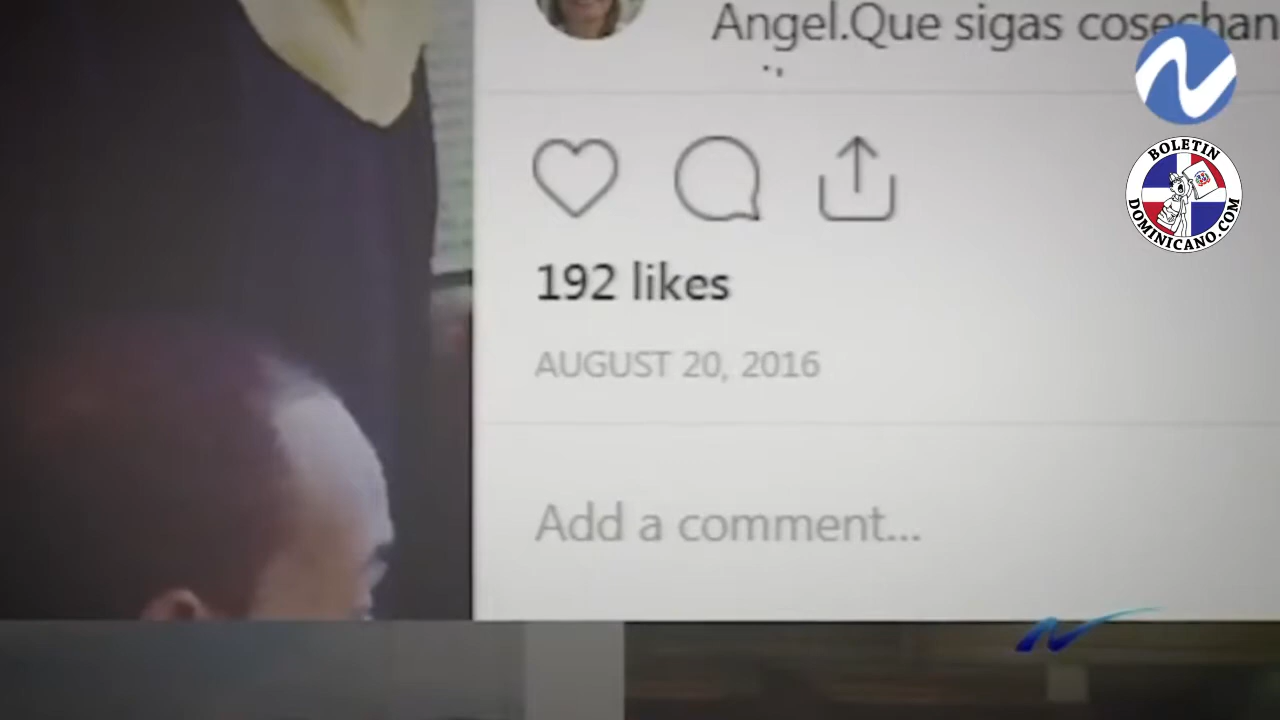 Angel.Que sigas cosechan
BOLETIN
DOMINICANO.COM
192 likes
AUGUST 20, 2016
Add a comment...